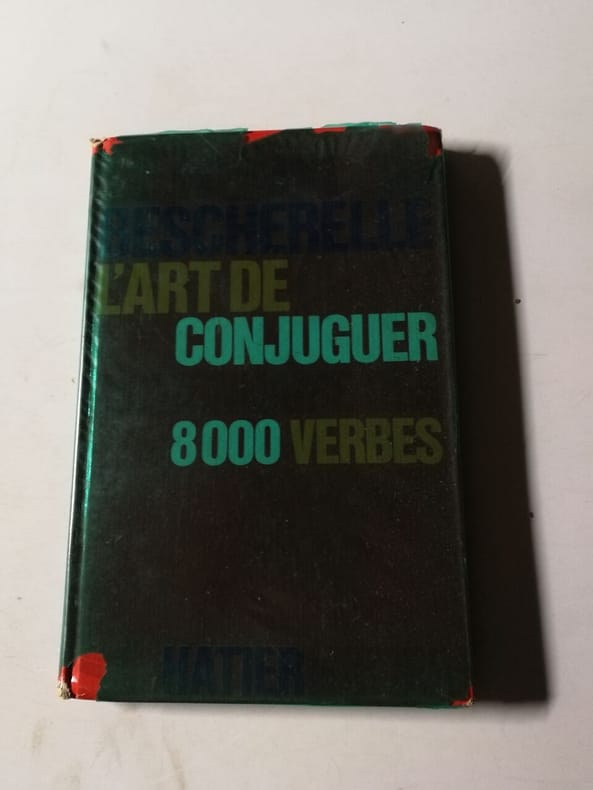 BESCHERELLE
L'ART DE
CONJUGUER
8000 VERBES
HATIER